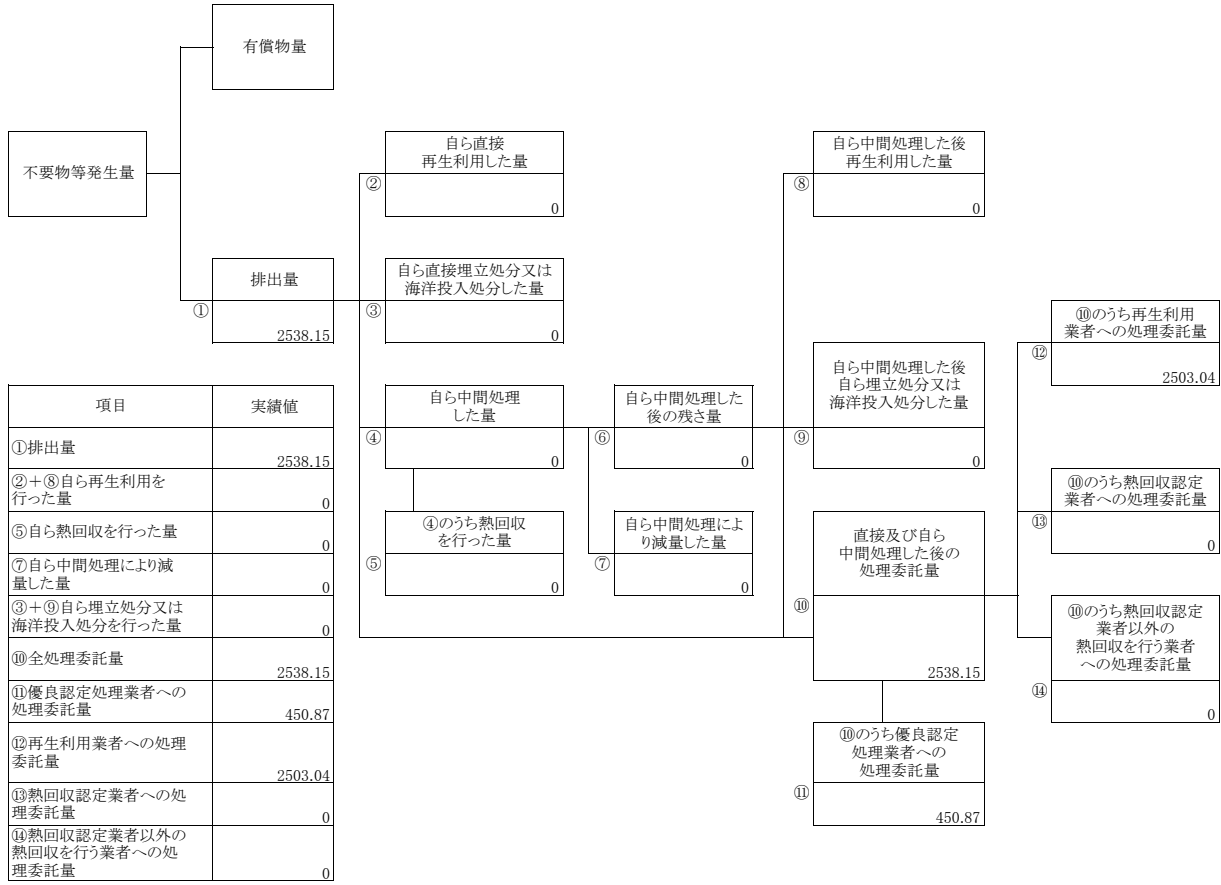 有償物量
不要物等発生量
自ら直接
再生利用した量
②
0
自ら中間処理した後
再生利用した量
⑧
0
排出量
①
2538.15
自ら直接埋立処分又は
海洋投入処分した量
③
0
自ら中間処理
した量
④
0
自ら中間処理した
後の残さ量
⑥
0
自ら中間処理した後
自ら埋立処分又は
海洋投入処分した量
⑨
0
⑩のうち再生利用
業者への処理委託量
⑫
2503.04
④のうち熱回収
を行った量
⑤
0
自ら中間処理によ
り減量した量
⑦
0
直接及び自ら
中間処理した後の
処理委託量
⑩
2538.15
⑩のうち熱回収認定
業者への処理委託量
⑬
0
⑩のうち熱回収認定
業者以外の
熱回収を行う業者
への処理委託量
⑭
0
⑩のうち優良認定
処理業者への
処理委託量
⑪
450.87
項目 実績値
①排出量
2538.15
②+⑧自ら再生利用を
行った量
0
⑤自ら熱回収を行った量
0
⑦自ら中間処理により減
量した量
0
③+⑨自ら埋立処分又は
海洋投入処分を行った量
0
⑩全処理委託量
2538.15
⑪優良認定処理業者への
処理委託量
450.87
⑫再生利用業者への処理
委託量
2503.04
⑬熱回収認定業者への処
理委託量
0
⑭熱回収認定業者以外の
熱回収を行う業者への処
理委託量
0